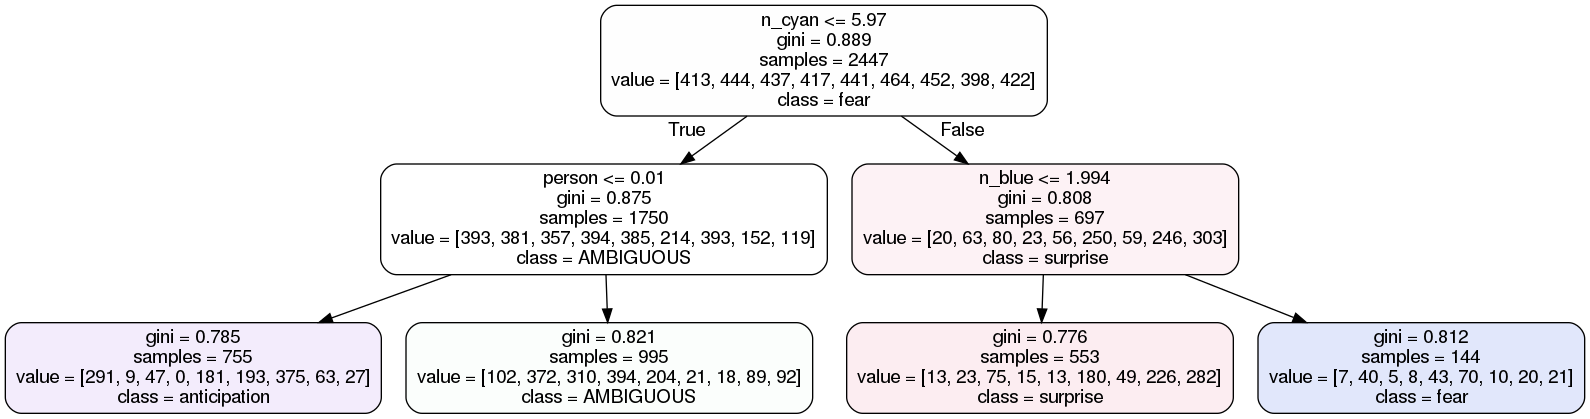 n_cyan <= 5.97
gini = 0.889
samples = 2447
value = [413, 444, 437, 417, 441, 464, 452, 398, 422]
class = fear
True
False
person <= 0.01
gini = 0.875
samples = 1750
value = [393, 381, 357, 394, 385, 214, 393, 152, 119]
class = AMBIGUOUS
n_blue <= 1.994
gini = 0.808
samples = 697
value = [20, 63, 80, 23, 56, 250, 59, 246, 303]
class = surprise
gini = 0.785
samples = 755
value = [291, 9, 47, 0, 181, 193, 375, 63, 27]
class = anticipation
gini = 0.821
samples = 995
value = [102, 372, 310, 394, 204, 21, 18, 89, 92]
class = AMBIGUOUS
gini = 0.776
samples = 553
value = [13, 23, 75, 15, 13, 180, 49, 226, 282]
class = surprise
gini = 0.812
samples = 144
value = [7, 40, 5, 8, 43, 70, 10, 20, 21]
class = fear